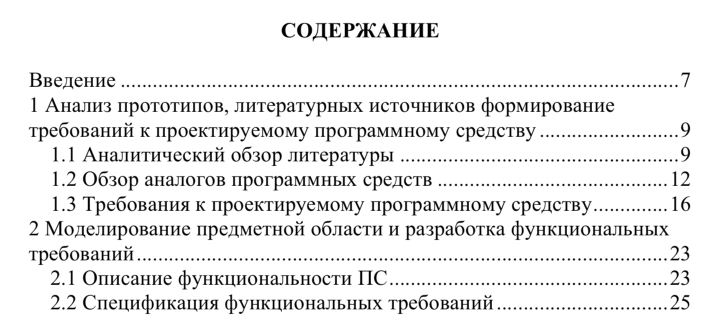 СОДЕРЖАНИЕ
Введение ........................................................................................................7
1 Анализ прототипов, литературных источников формирование
требований к проектируемому программному средству ..........................9
1.1 Аналитический обзор литературы ..................................................9
1.2 Обзор аналогов программных средств ...........................................12
1.3 Требования к проектируемому программному средству..............16
2 Моделирование предметной области и разработка функциональных
требований....................................................................................................23
2.1 Описание функциональности ПС....................................................23
2.2 Спецификация функциональных требований................................25